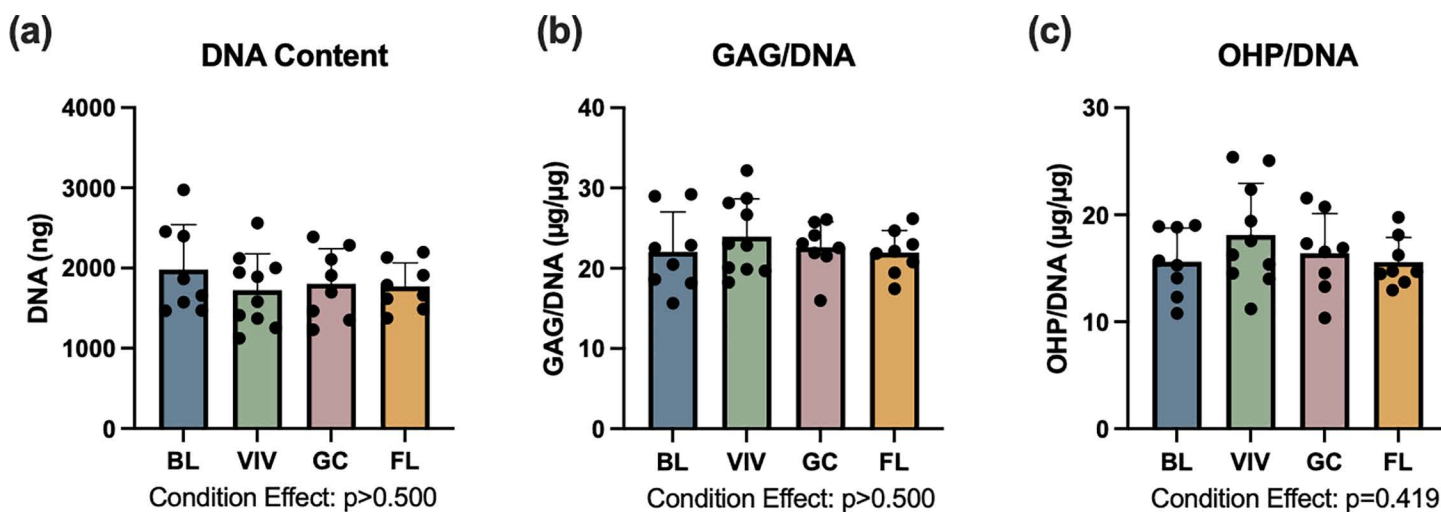 (a)
DNA Content
DNA (ng)
4000
3000
2000
1000
0
BL VIV GC FL
Condition Effect: p>0.500
(b)
GAG/DNA
GAG/DNA (µg/µg)
40
30
20
10
0
BL VIV GC FL
Condition Effect: p>0.500
(c)
OHP/DNA
OHP/DNA (µg/µg)
30
20
10
0
BL VIV GC FL
Condition Effect: p=0.419